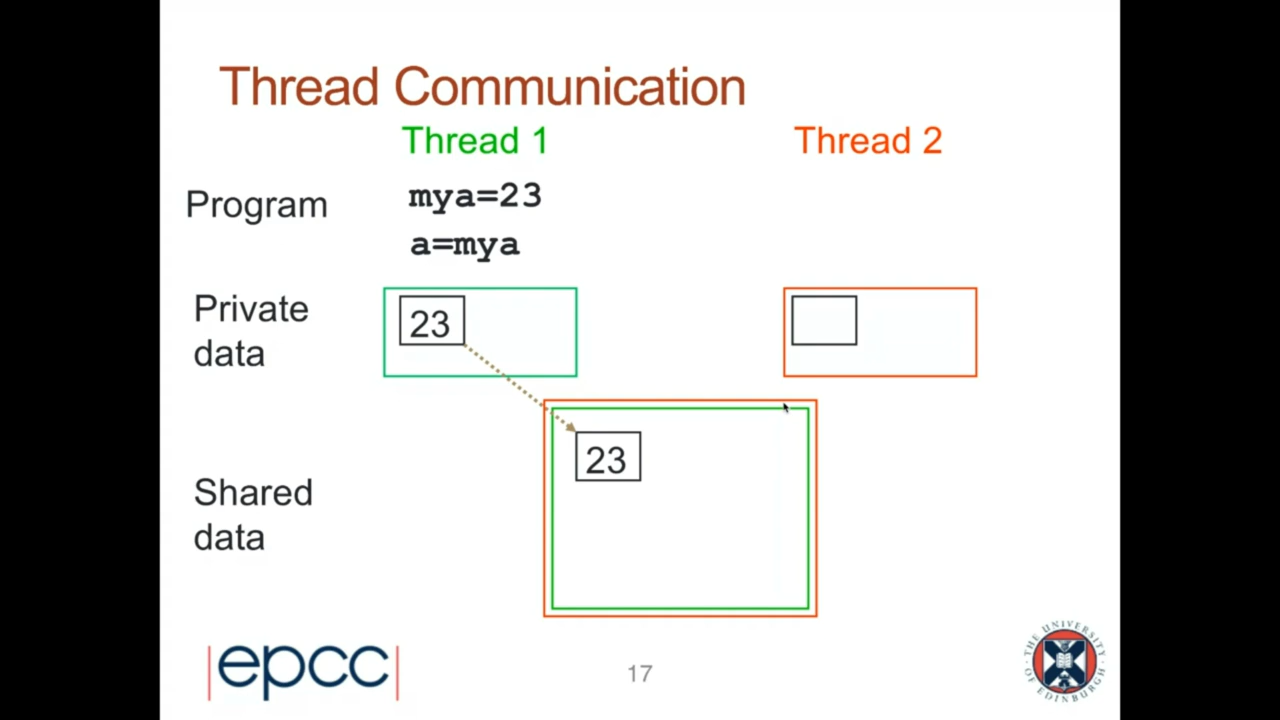 Thread Communication
Thread 1
Thread 2
Program
mya=23
a=mya
Private
data
23
23
Shared
data
epcc
17
THE UNIVERSITY
OF EDINBURGH